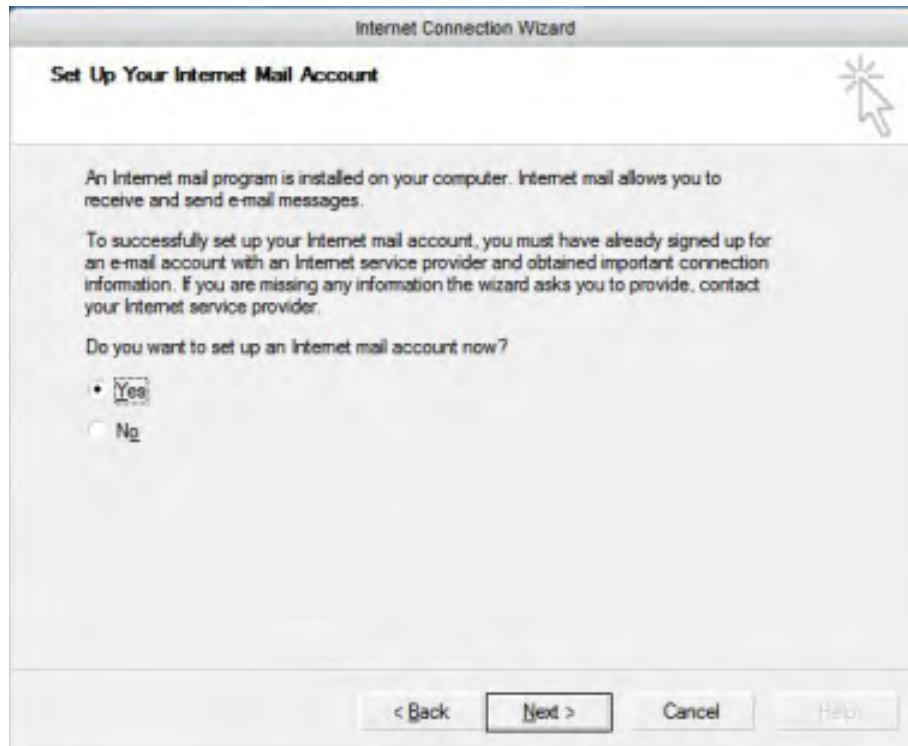 Internet Connection Wizard
Set Up Your Internet Mail Account
An Internet mail program is installed on your computer. Internet mail allows you to
receive and send e-mail messages.
To successfully set up your Internet mail account, you must have already signed up for
an e-mail account with an Internet service provider and obtained important connection
information. If you are missing any information the wizard asks you to provide, contact
your Internet service provider.
Do you want to set up an Internet mail account now?
Yes
No
< Back Next > Cancel Help